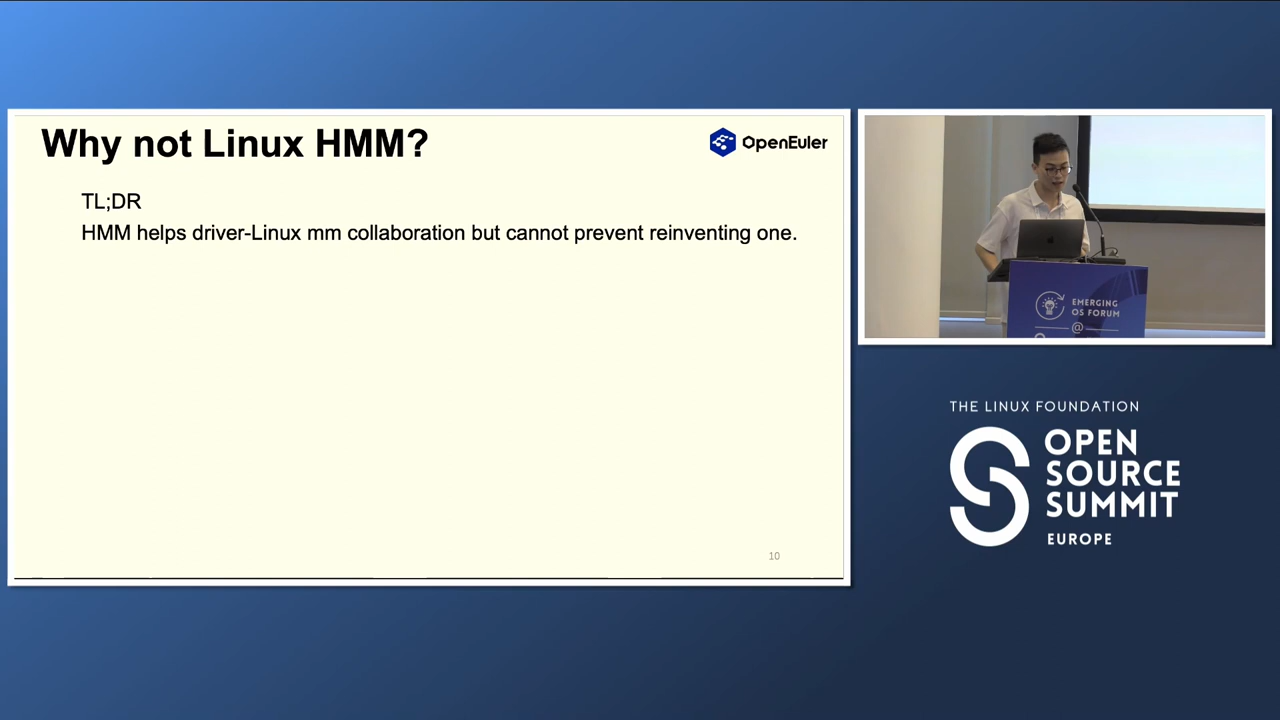 Why not Linux HMM?
OpenEuler
TL;DR
HMM helps driver-Linux mm collaboration but cannot prevent reinventing one.
10
EMERGING
OS FORUM
@
THE LINUX FOUNDATION
OPEN
SOURCE
SUMMIT
EUROPE